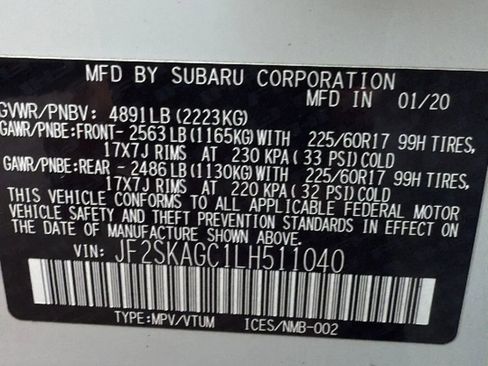 MFD BY SUBARU CORPORATION
MFD IN 01/20
GVWR/PNBV: 4891LB (2223KG)
GAWR/PNBE:FRONT- 2563LB(1165KG)WITH 225/60R17 99H TIRES,
17X7J RIMS AT 230 KPA(33 PSI)COLD
GAWR/PNBE:REAR - 2486LB(1130KG)WITH 225/60R17 99H TIRES,
17X7J RIMS AT 220 KPA(32 PSI)COLD
THIS VEHICLE CONFORMS TO ALL APPLICABLE FEDERAL MOTOR
VEHICLE SAFETY AND THEFT PREVENTION STANDARDS IN EFFECT ON
THE DATE OF MANUFACTURE SHOWN ABOVE.
VIN: JF2SKAGC1LH511040
TYPE:MPV/VTUM ICES/NMB-002